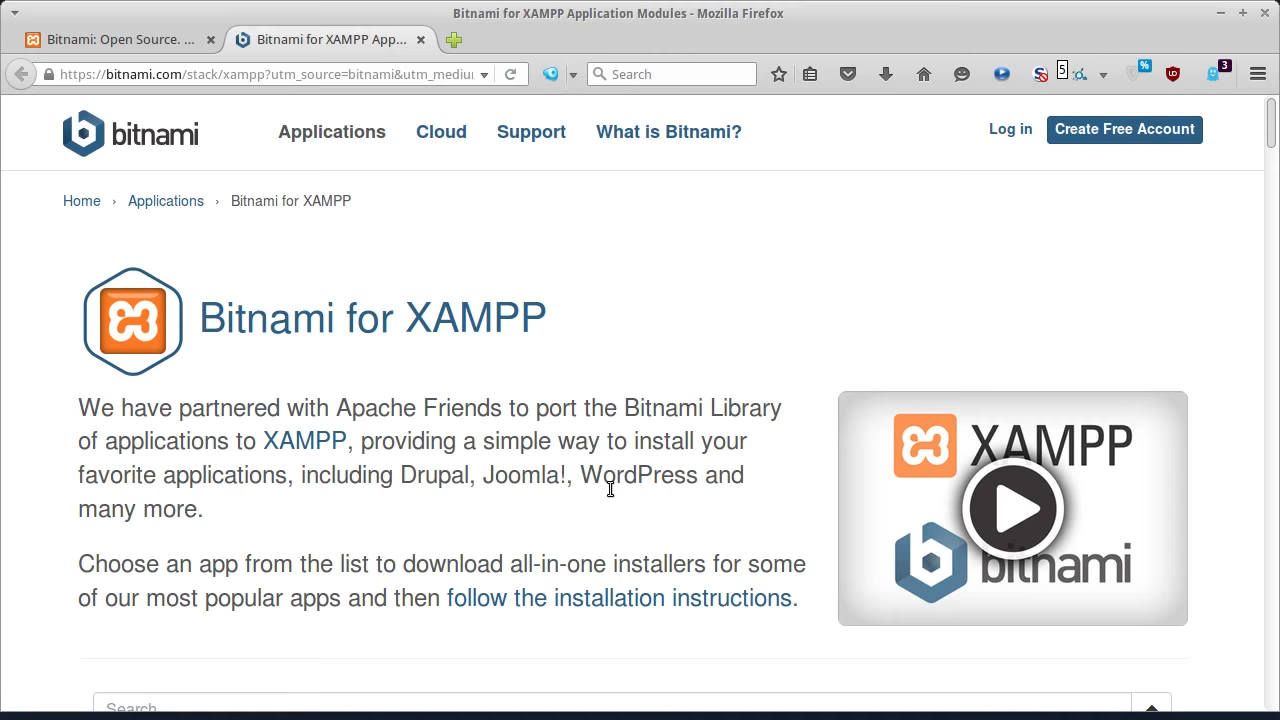 Bitnami for XAMPP Application Modules - Mozilla Firefox
Bitnami: Open Source. ...
Bitnami for XAMPP App...
https://bitnami.com/stack/xampp?utm_source=bitnami&utm_mediu
Search
5
%
3
bitnami
Applications
Cloud
Support
What is Bitnami?
Log in
Create Free Account
Home › Applications › Bitnami for XAMPP
Bitnami for XAMPP
We have partnered with Apache Friends to port the Bitnami Library
of applications to XAMPP, providing a simple way to install your
favorite applications, including Drupal, Joomla!, WordPress and
many more.
XAMPP
bitnami
Choose an app from the list to download all-in-one installers for some
of our most popular apps and then follow the installation instructions.
Search